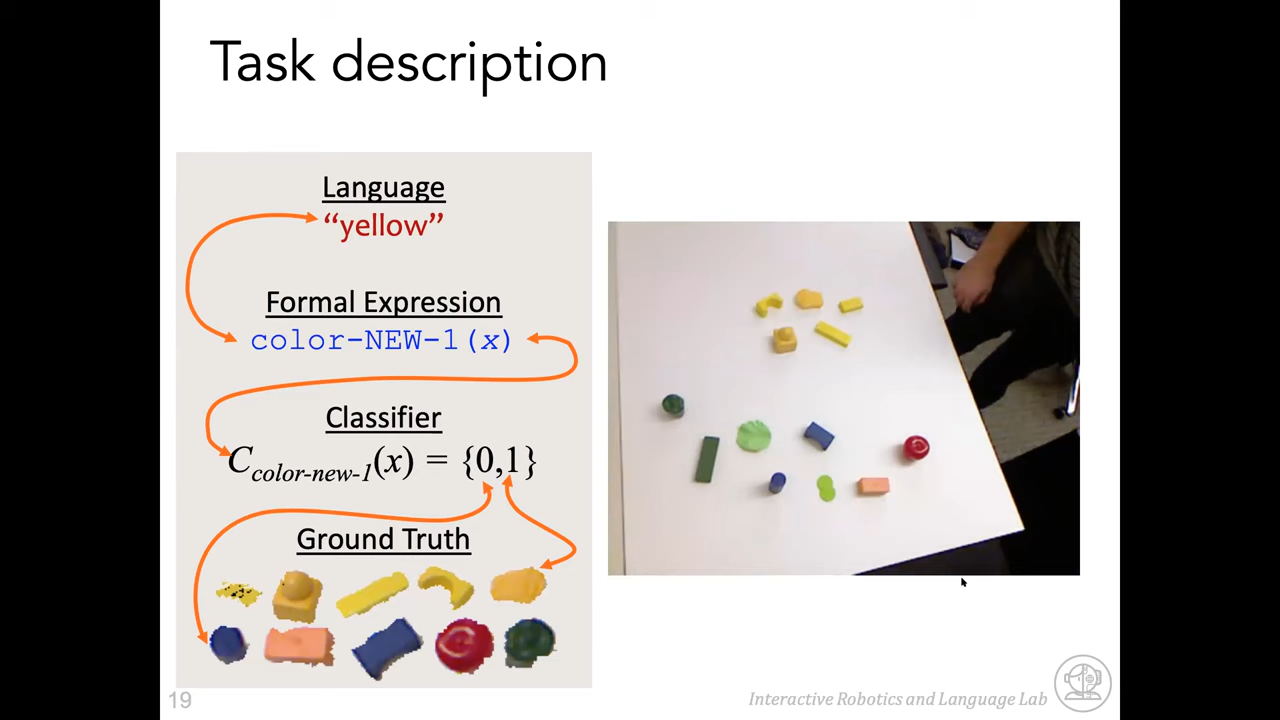 Task description
Language
“yellow”
Formal Expression
color-NEW-1(x)
Classifier
C_color-new-1(x) = {0,1}
Ground Truth
19
Interactive Robotics and Language Lab